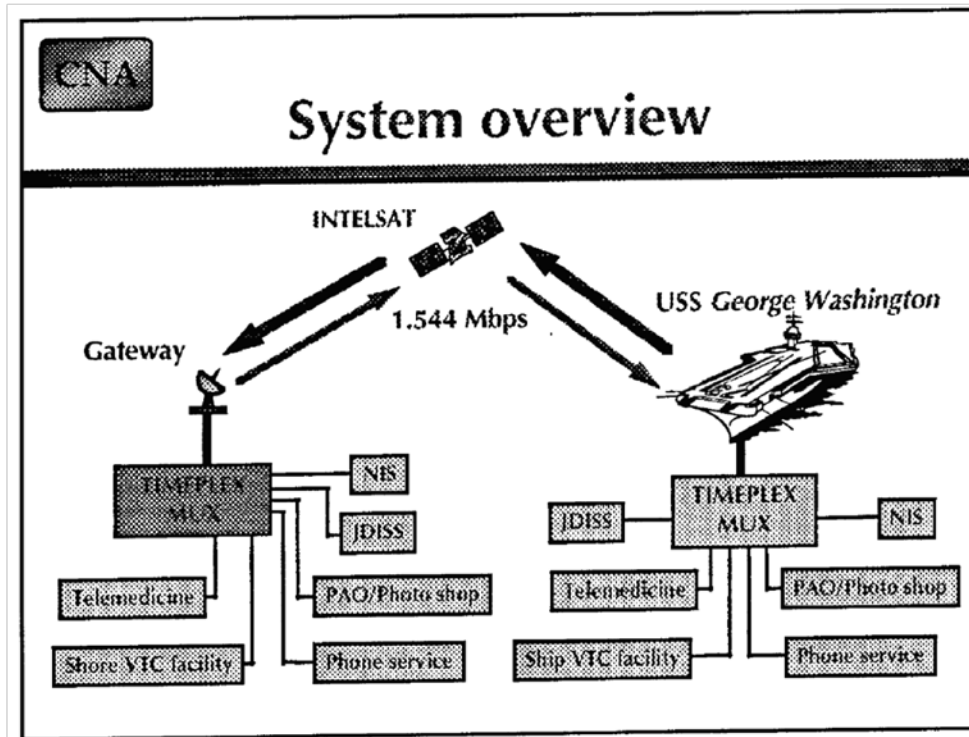 CNA
System overview
INTELSAT
USS George Washington
1.544 Mbps
Gateway
TIMEPLEX
MUX
NIS
JDISS
Telemedicine
PAO/Photo shop
Shore VTC facility
Phone service
TIMEPLEX
MUX
JDISS
NIS
Telemedicine
PAO/Photo shop
Ship VTC facility
Phone service